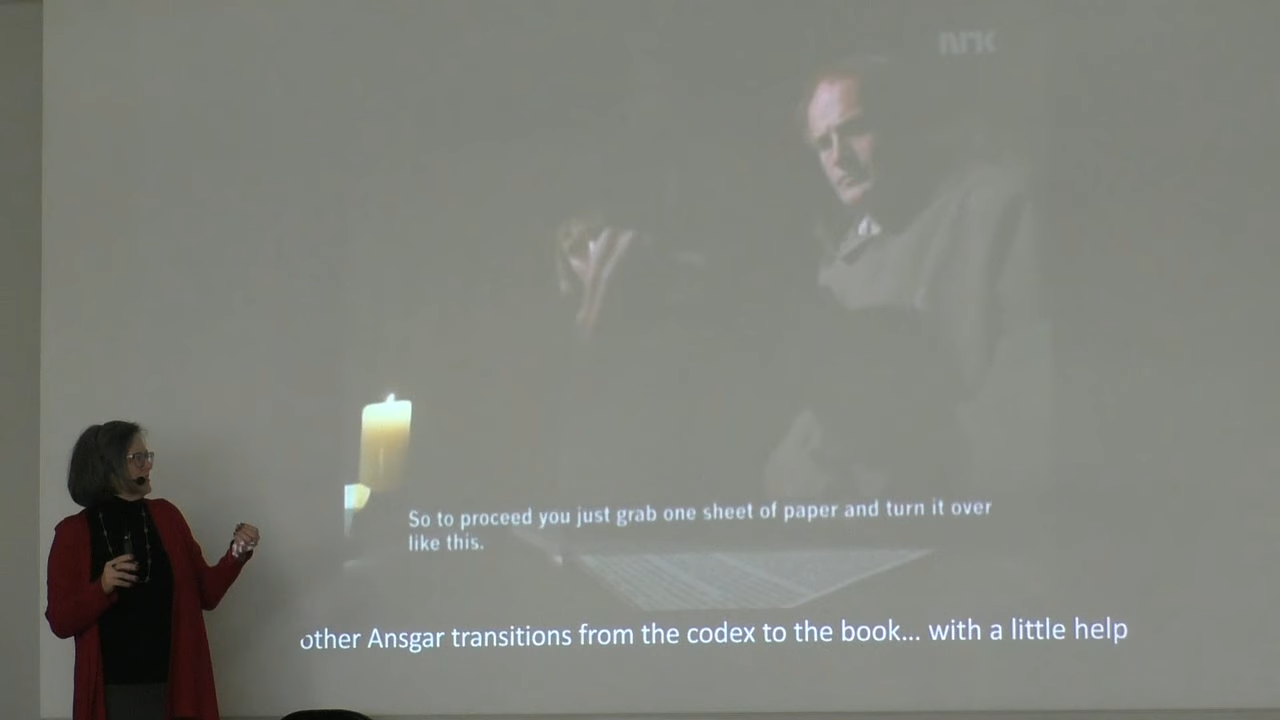 nrk
So to proceed you just grab one sheet of paper and turn it over
like this.
other Ansgar transitions from the codex to the book... with a little help